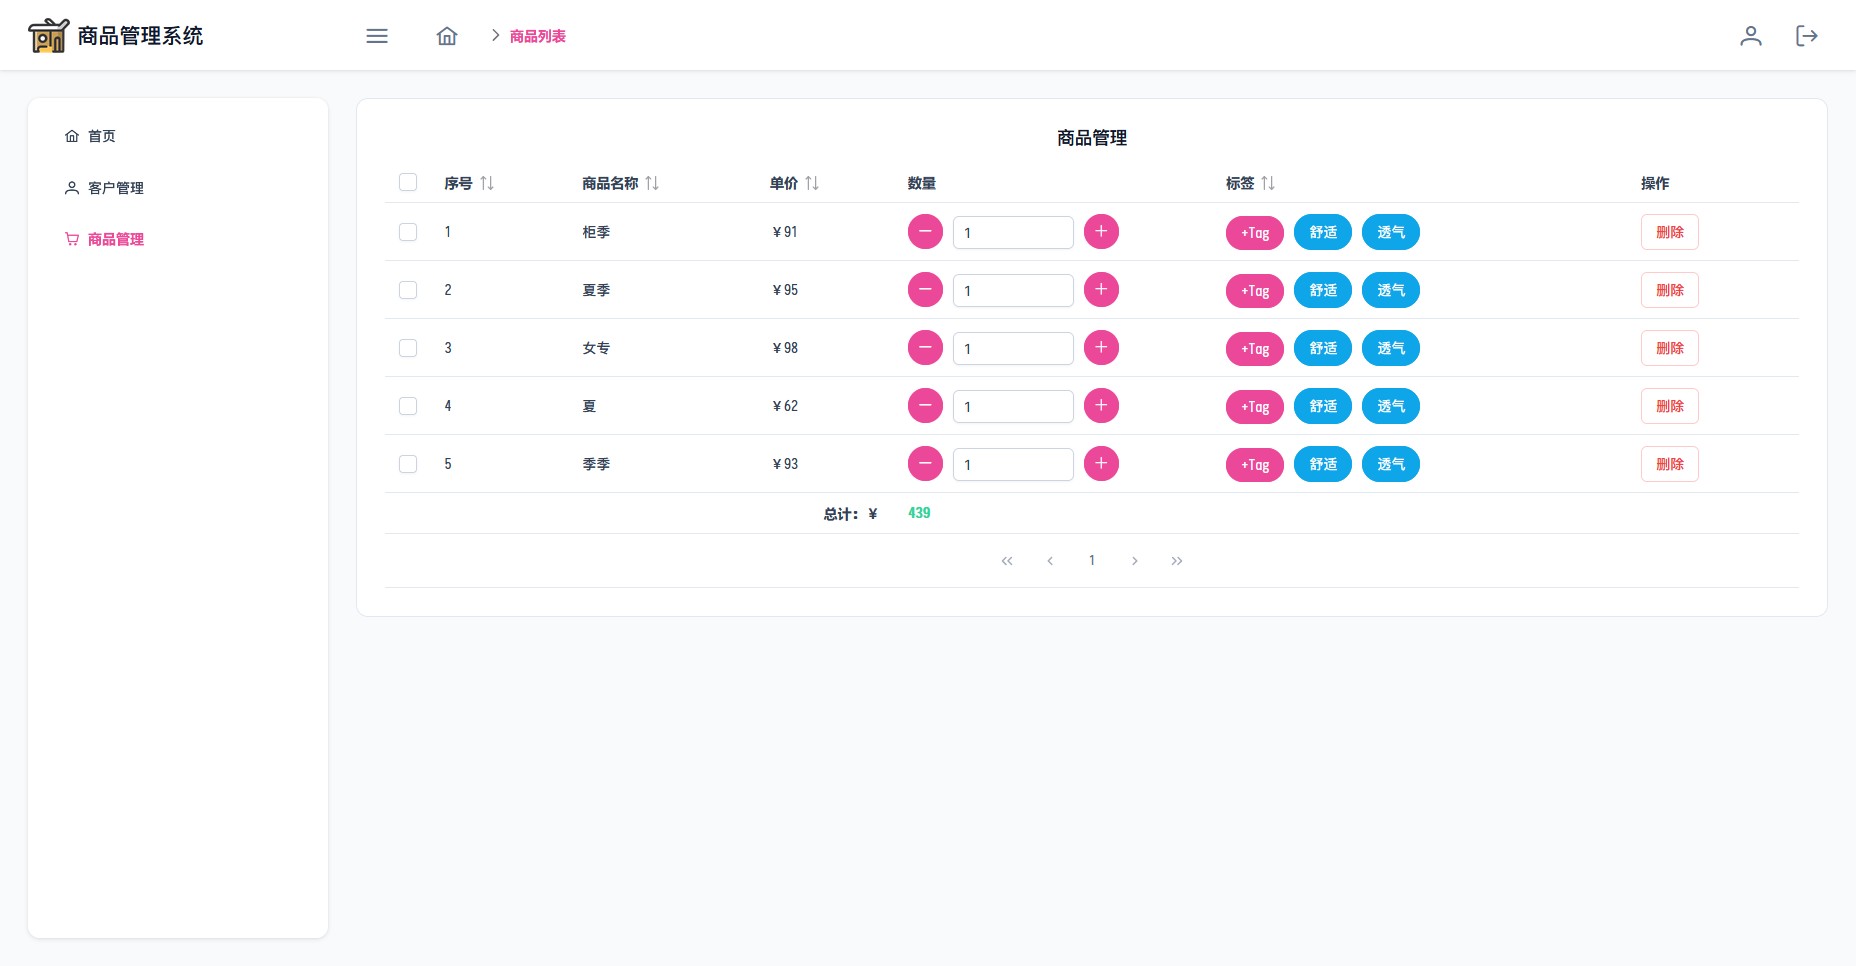 商品管理系统
商品列表
首页
客户管理
商品管理
商品管理
序号 商品名称 单价 数量 标签 操作
1 柜季 ￥91 1 +Tag 舒适 透气 删除
2 夏季 ￥95 1 +Tag 舒适 透气 删除
3 女专 ￥98 1 +Tag 舒适 透气 删除
4 夏 ￥62 1 +Tag 舒适 透气 删除
5 季季 ￥93 1 +Tag 舒适 透气 删除
总计：￥ 439
1